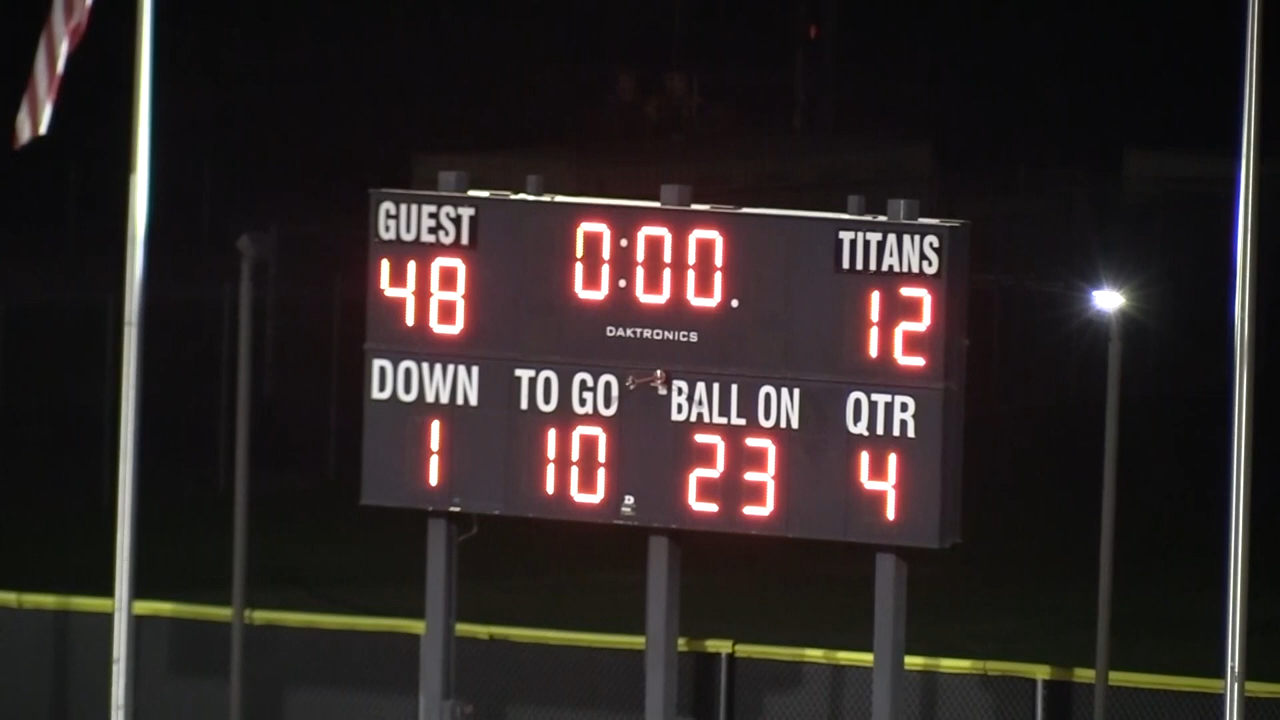 GUEST 0:00. TITANS
48 12
DAKTRONICS
DOWN TO GO BALL ON QTR
1 10 23 4